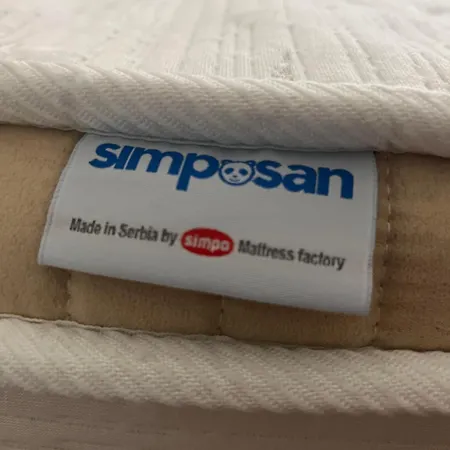 simposan
Made in Serbia by simpo Mattress factory